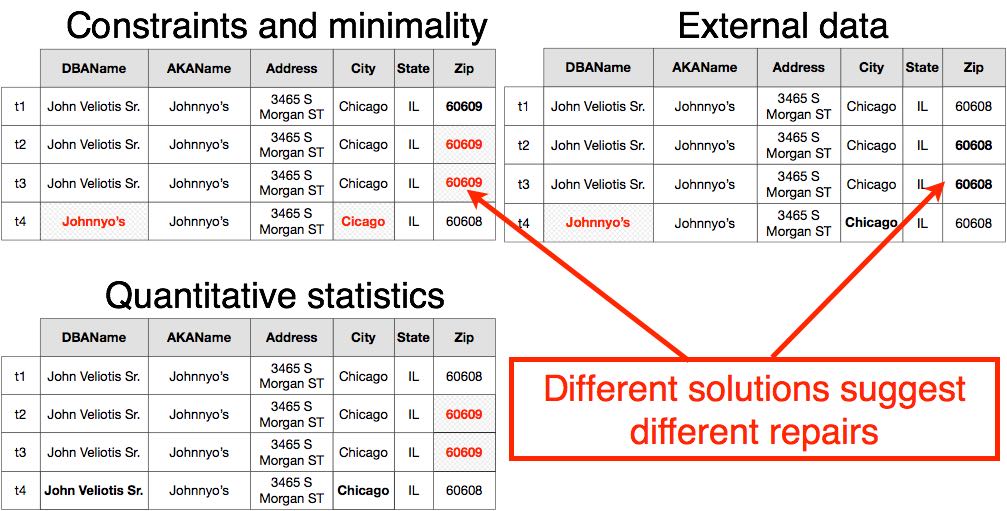 Constraints and minimality
DBAName AKAName Address City State Zip
t1 John Veliotis Sr. Johnnyo's 3465 S Morgan ST Chicago IL 60609
t2 John Veliotis Sr. Johnnyo's 3465 S Morgan ST Chicago IL 60609
t3 John Veliotis Sr. Johnnyo's 3465 S Morgan ST Chicago IL 60609
t4 Johnnyo's Johnnyo's 3465 S Morgan ST Cicago IL 60608
External data
DBAName AKAName Address City State Zip
t1 John Veliotis Sr. Johnnyo's 3465 S Morgan ST Chicago IL 60608
t2 John Veliotis Sr. Johnnyo's 3465 S Morgan ST Chicago IL 60608
t3 John Veliotis Sr. Johnnyo's 3465 S Morgan ST Chicago IL 60608
t4 Johnnyo's Johnnyo's 3465 S Morgan ST Chicago IL 60608
Quantitative statistics
DBAName AKAName Address City State Zip
t1 John Veliotis Sr. Johnnyo's 3465 S Morgan ST Chicago IL 60608
t2 John Veliotis Sr. Johnnyo's 3465 S Morgan ST Chicago IL 60609
t3 John Veliotis Sr. Johnnyo's 3465 S Morgan ST Chicago IL 60609
t4 John Veliotis Sr. Johnnyo's 3465 S Morgan ST Chicago IL 60608
Different solutions suggest
different repairs